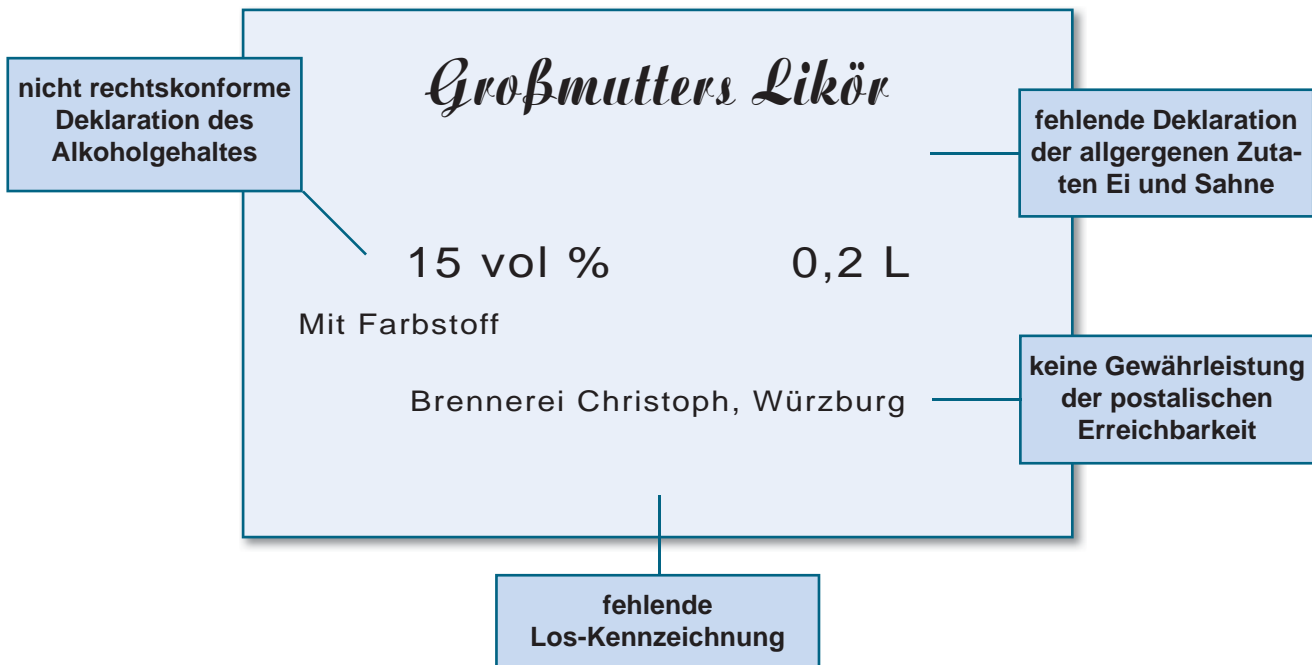 Großmutters Likör
nicht rechtskonforme
Deklaration des
Alkoholgehaltes
fehlende Deklaration
der allgergenen Zuta-
ten Ei und Sahne
15 vol % 0,2 L
Mit Farbstoff
Brennerei Christoph, Würzburg
keine Gewährleistung
der postalischen
Erreichbarkeit
fehlende
Los-Kennzeichnung